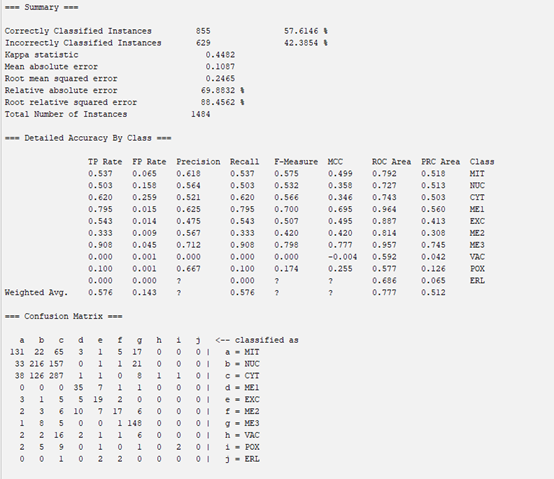 === Summary ===
Correctly Classified Instances 855 57.6146 %
Incorrectly Classified Instances 629 42.3854 %
Kappa statistic 0.4482
Mean absolute error 0.1087
Root mean squared error 0.2465
Relative absolute error 69.8832 %
Root relative squared error 88.4562 %
Total Number of Instances 1484
=== Detailed Accuracy By Class ===
TP Rate FP Rate Precision Recall F-Measure MCC ROC Area PRC Area Class
0.537 0.065 0.618 0.537 0.575 0.499 0.792 0.518 MIT
0.503 0.158 0.564 0.503 0.532 0.358 0.727 0.513 NUC
0.620 0.259 0.521 0.620 0.566 0.346 0.743 0.503 CYT
0.795 0.015 0.625 0.795 0.700 0.695 0.964 0.560 ME1
0.543 0.014 0.475 0.543 0.507 0.495 0.887 0.413 EXC
0.333 0.009 0.567 0.333 0.420 0.420 0.814 0.308 ME2
0.908 0.045 0.712 0.908 0.798 0.777 0.957 0.745 ME3
0.000 0.001 0.000 0.000 0.000 -0.004 0.592 0.042 VAC
0.100 0.001 0.667 0.100 0.174 0.255 0.577 0.126 POX
0.000 0.000 ? 0.000 ? ? 0.686 0.065 ERL
Weighted Avg. 0.576 0.143 ? 0.576 ? ? 0.777 0.512
=== Confusion Matrix ===
a b c d e f g h i j <-- classified as
131 22 65 3 1 5 17 0 0 0 | a = MIT
33 216 157 0 1 1 21 0 0 0 | b = NUC
38 126 287 1 1 0 8 1 1 0 | c = CYT
0 0 0 35 7 1 1 0 0 0 | d = ME1
3 1 5 5 19 2 0 0 0 0 | e = EXC
2 3 6 10 7 17 6 0 0 0 | f = ME2
1 8 5 0 0 1 148 0 0 0 | g = ME3
2 2 16 2 1 1 6 0 0 0 | h = VAC
2 5 9 0 1 0 1 0 2 0 | i = POX
0 0 1 0 2 2 0 0 0 0 | j = ERL